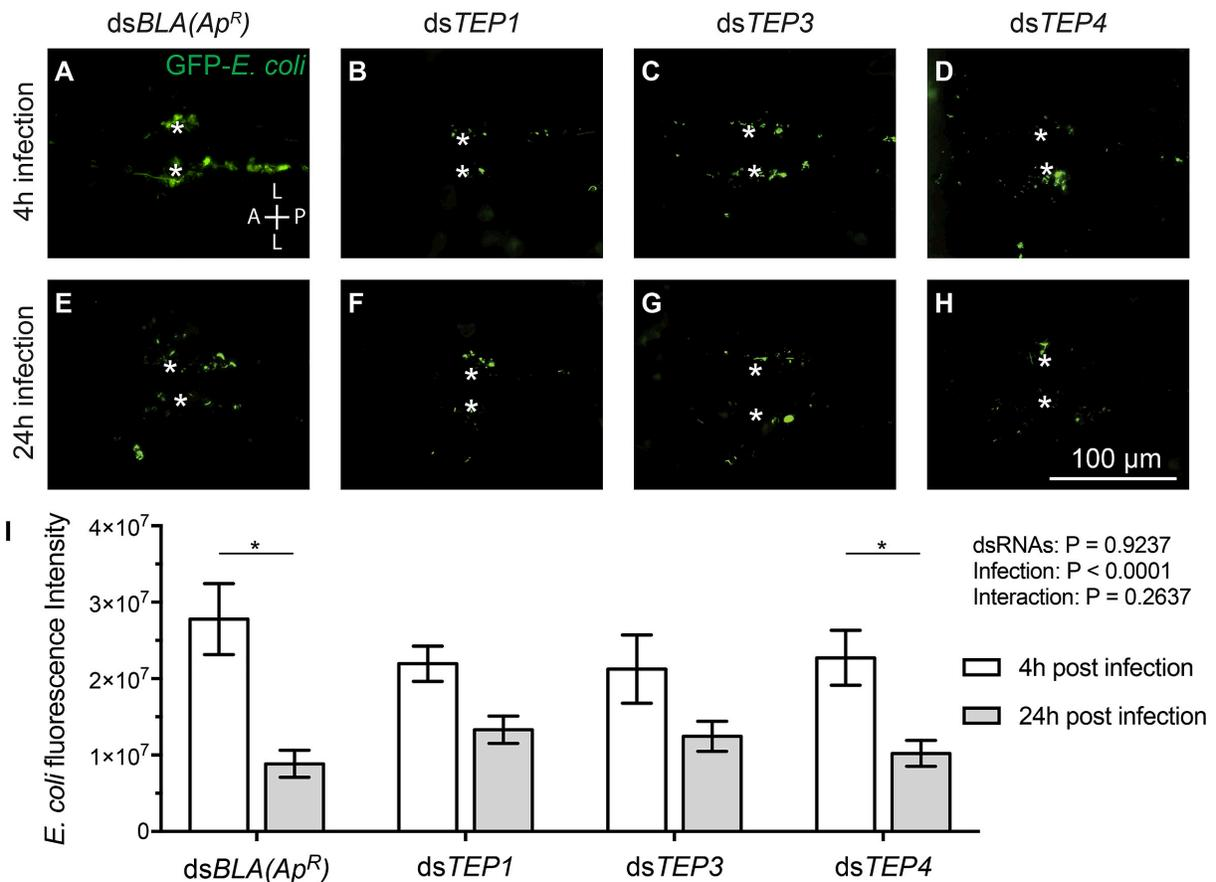 dsBLA(Ap^R) dsTEP1 dsTEP3 dsTEP4
4h infection
A GFP-E. coli B C D
* * * *
* * * *
L
A P
L
24h infection
E F G H
* * * *
* * * *
100 µm
I
E. coli fluorescence Intensity
4×10^7
3×10^7
2×10^7
1×10^7
0
* *
dsRNAs: P = 0.9237
Infection: P < 0.0001
Interaction: P = 0.2637
4h post infection
24h post infection
dsBLA(Ap^R) dsTEP1 dsTEP3 dsTEP4